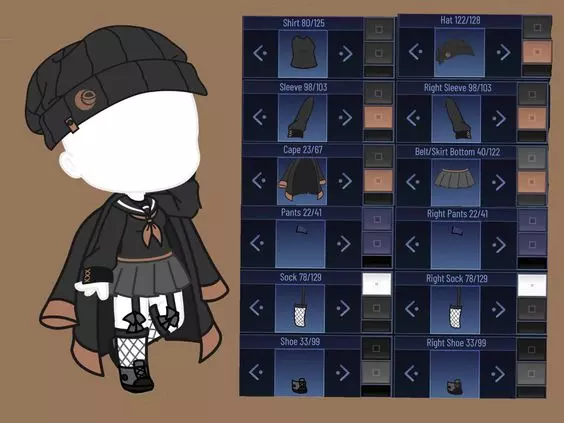 Shirt 80/125
Hat 122/128
Sleeve 98/103
Right Sleeve 98/103
Cape 23/67
Belt/Skirt Bottom 40/122
Pants 22/41
Right Pants 22/41
Sock 78/129
Right Sock 78/129
Shoe 33/99
Right Shoe 33/99